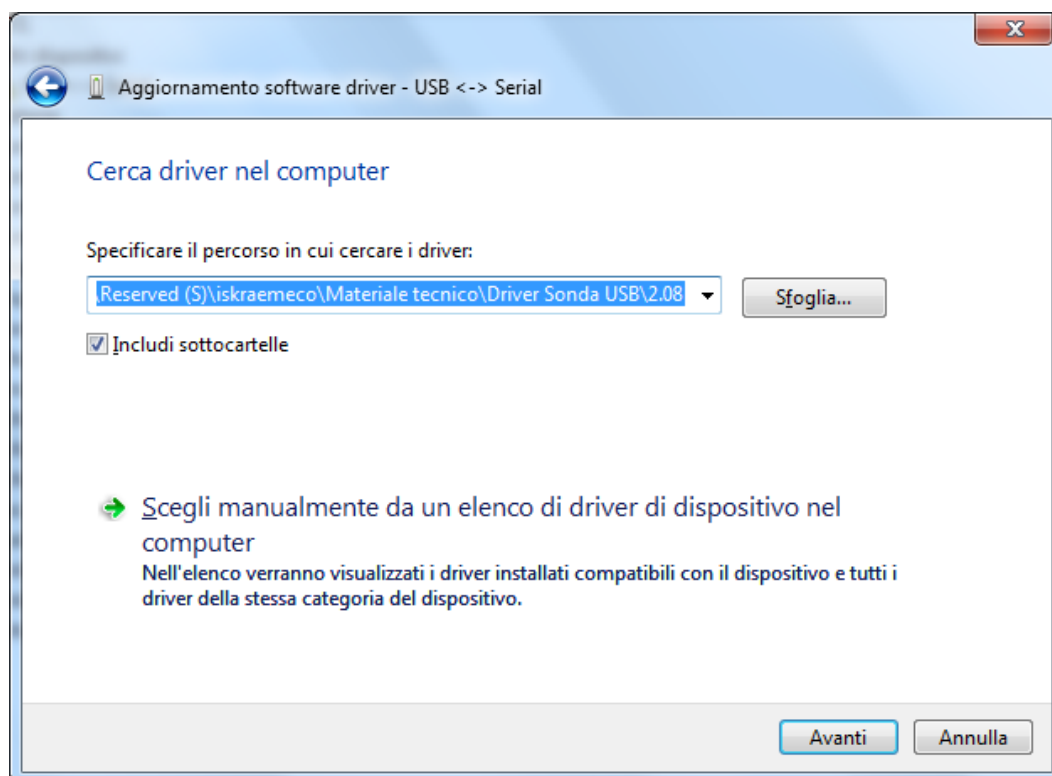 Aggiornamento software driver - USB <-> Serial
Cerca driver nel computer
Specificare il percorso in cui cercare i driver:
\Reserved (S)\iskraemeco\Materiale tecnico\Driver Sonda USB\2.08
Sfoglia...
Includi sottocartelle
Scegli manualmente da un elenco di driver di dispositivo nel
computer
Nell'elenco verranno visualizzati i driver installati compatibili con il dispositivo e tutti i
driver della stessa categoria del dispositivo.
Avanti
Annulla